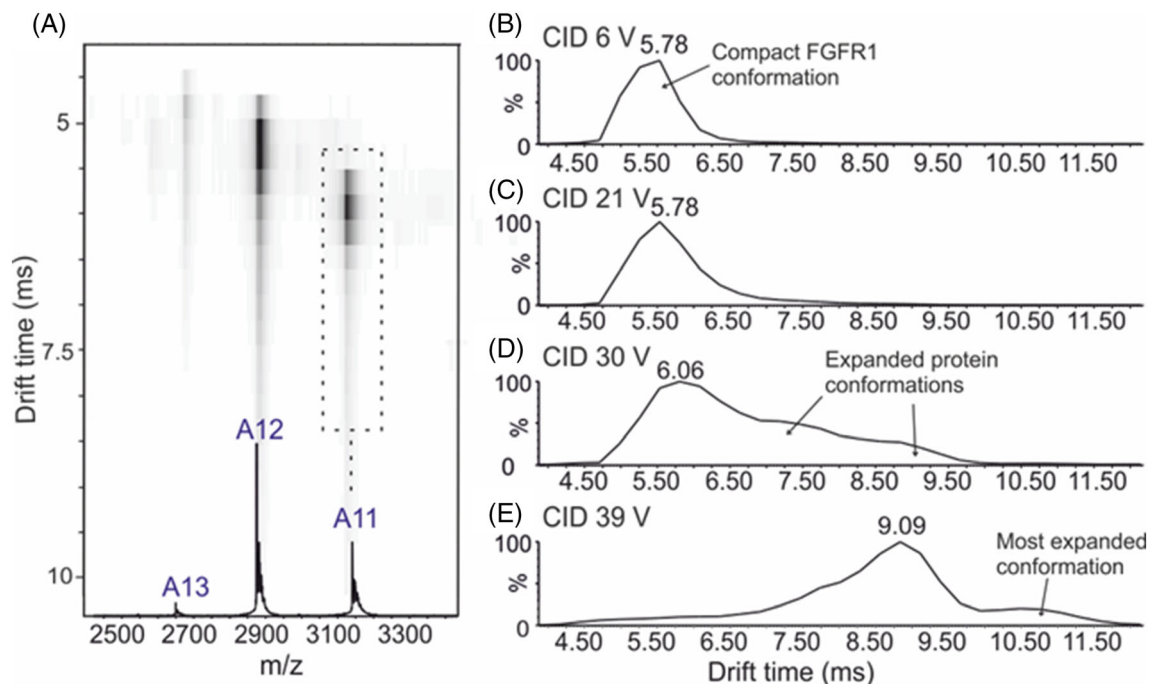 (A)
5
7.5
10
Drift time (ms)
A12
A11
A13
2500 2700 2900 3100 3300
m/z
(B)
CID 6 V 5.78
Compact FGFR1
conformation
100
%
0
4.50 5.50 6.50 7.50 8.50 9.50 10.50 11.50
(C)
CID 21 V 5.78
100
%
0
4.50 5.50 6.50 7.50 8.50 9.50 10.50 11.50
(D)
CID 30 V
6.06
Expanded protein
conformations
100
%
0
4.50 5.50 6.50 7.50 8.50 9.50 10.50 11.50
(E)
CID 39 V
9.09
Most expanded
conformation
100
%
0
4.50 5.50 6.50 7.50 8.50 9.50 10.50 11.50
Drift time (ms)